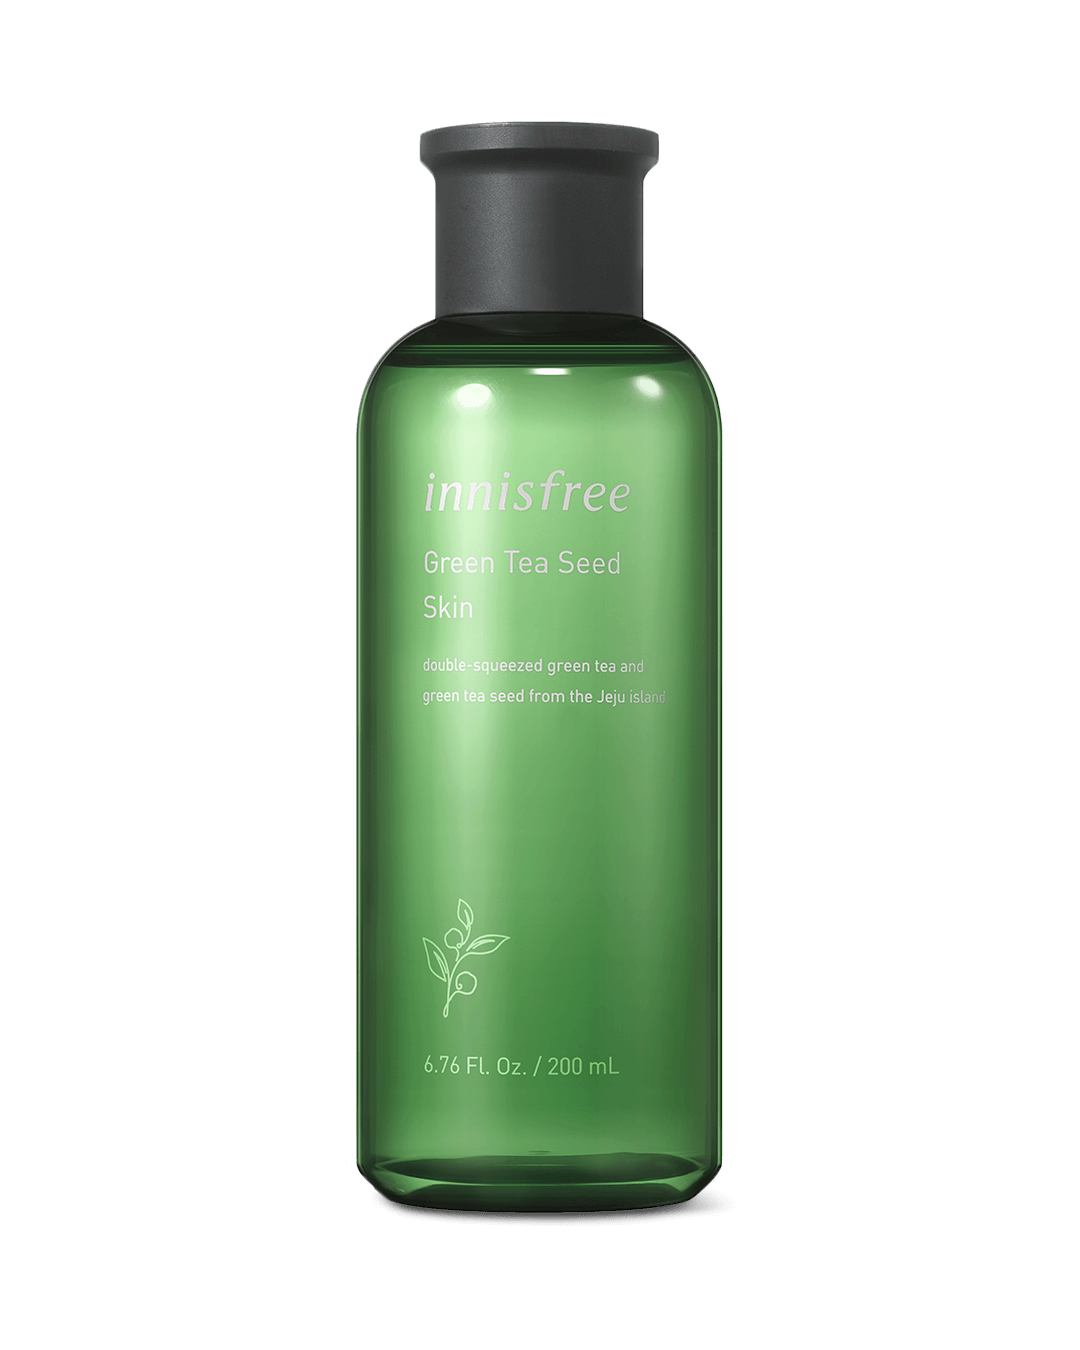 innisfree
Green Tea Seed
Skin
double-squeezed green tea and
green tea seed from the Jeju island
6.76 Fl. Oz. / 200 mL